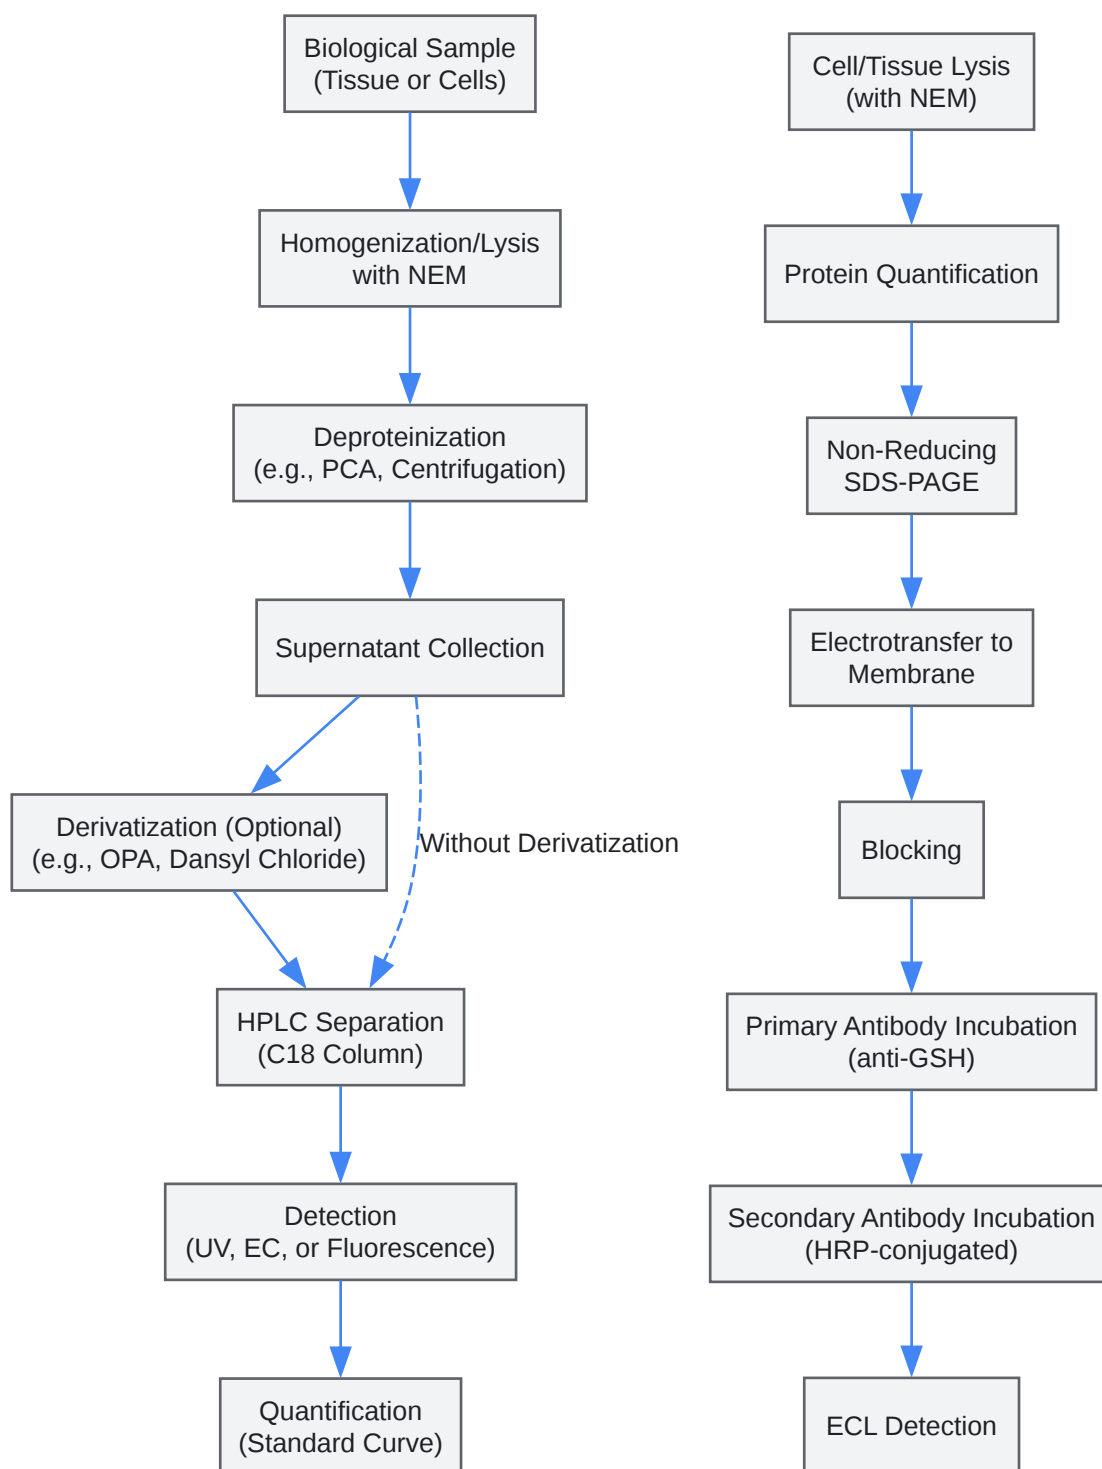 Biological Sample
(Tissue or Cells)
Homogenization/Lysis
with NEM
Deproteinization
(e.g., PCA, Centrifugation)
Supernatant Collection
Derivatization (Optional)
(e.g., OPA, Dansyl Chloride)
Without Derivatization
HPLC Separation
(C18 Column)
Detection
(UV, EC, or Fluorescence)
Quantification
(Standard Curve)
Cell/Tissue Lysis
(with NEM)
Protein Quantification
Non-Reducing
SDS-PAGE
Electrotransfer to
Membrane
Blocking
Primary Antibody Incubation
(anti-GSH)
Secondary Antibody Incubation
(HRP-conjugated)
ECL Detection